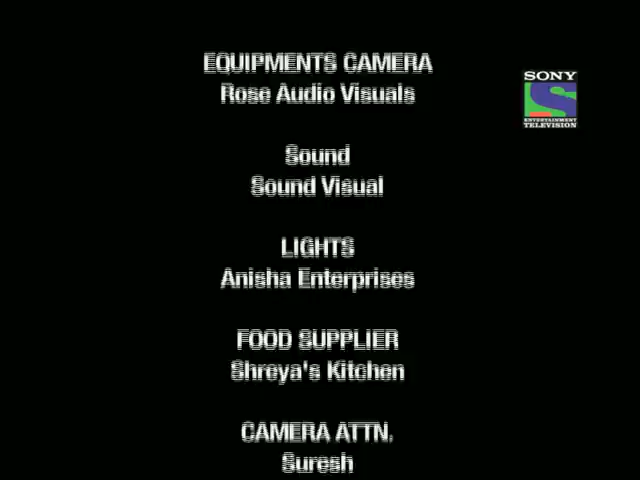 EQUIPMENTS CAMERA
Rose Audio Visuals
SONY
ENTERTAINMENT
TELEVISION
Sound
Sound Visual
LIGHTS
Anisha Enterprises
FOOD SUPPLIER
Shreya's Kitchen
CAMERA ATTN.
Suresh